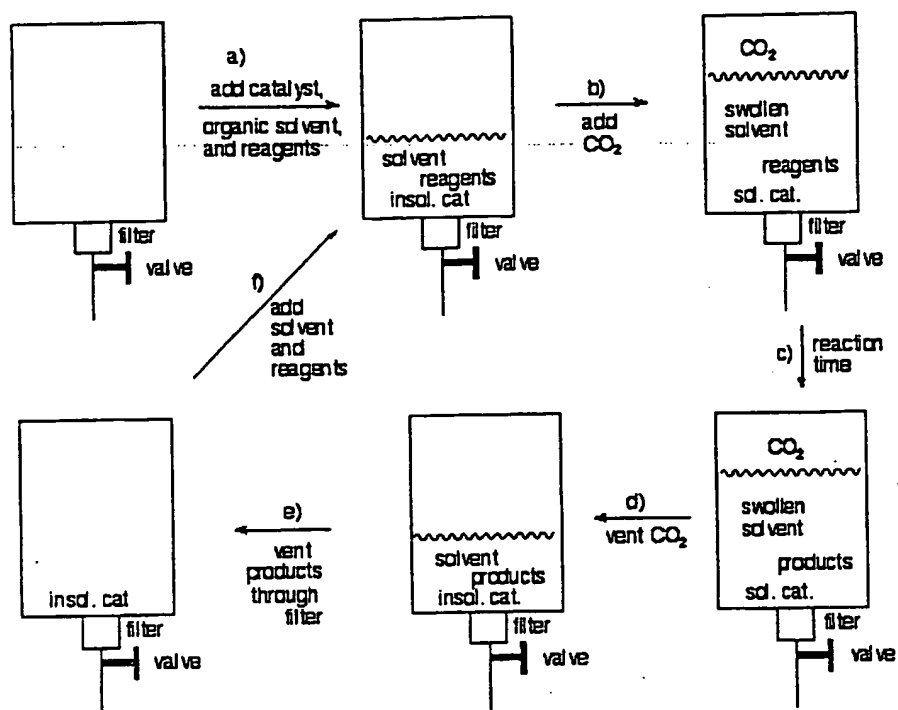 a)
add catalyst,
organic solvent,
and reagents
solvent
reagents
insol. cat
filter
valve
filter
valve
b)
add
CO2
CO2
swollen
solvent
reagents
sol. cat.
filter
valve
c)
reaction
time
CO2
swollen
solvent
products
sol. cat.
filter
valve
d)
vent CO2
solvent
products
insol. cat.
filter
valve
e)
vent
products
through
filter
insol. cat
filter
valve
f)
add
solvent
and
reagents